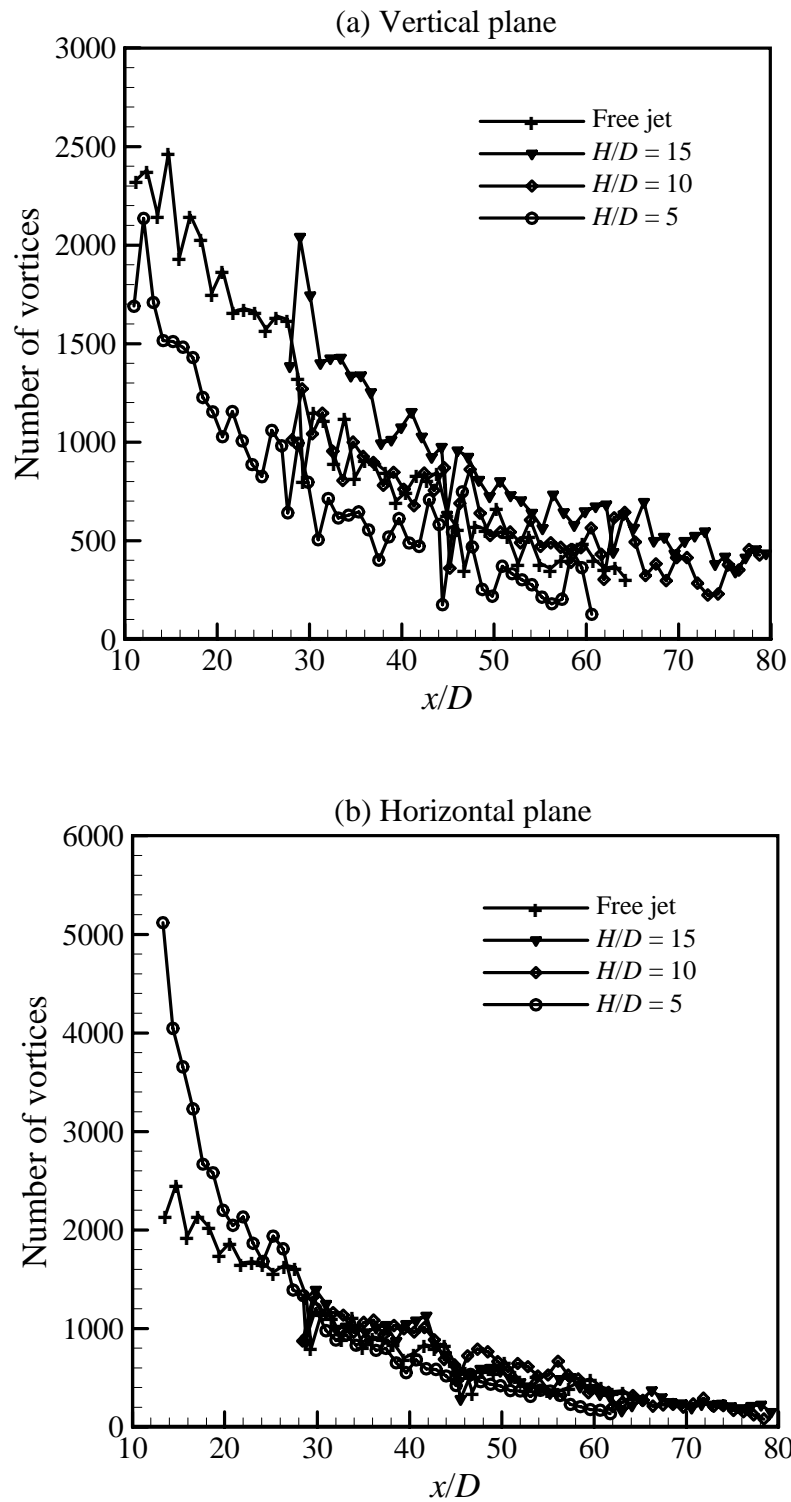 (a) Vertical plane
3000
2500
2000
1500
1000
500
0
Number of vortices
Free jet
H/D = 15
H/D = 10
H/D = 5
10 20 30 40 50 60 70 80
x/D
(b) Horizontal plane
6000
5000
4000
3000
2000
1000
0
Number of vortices
Free jet
H/D = 15
H/D = 10
H/D = 5
10 20 30 40 50 60 70 80
x/D